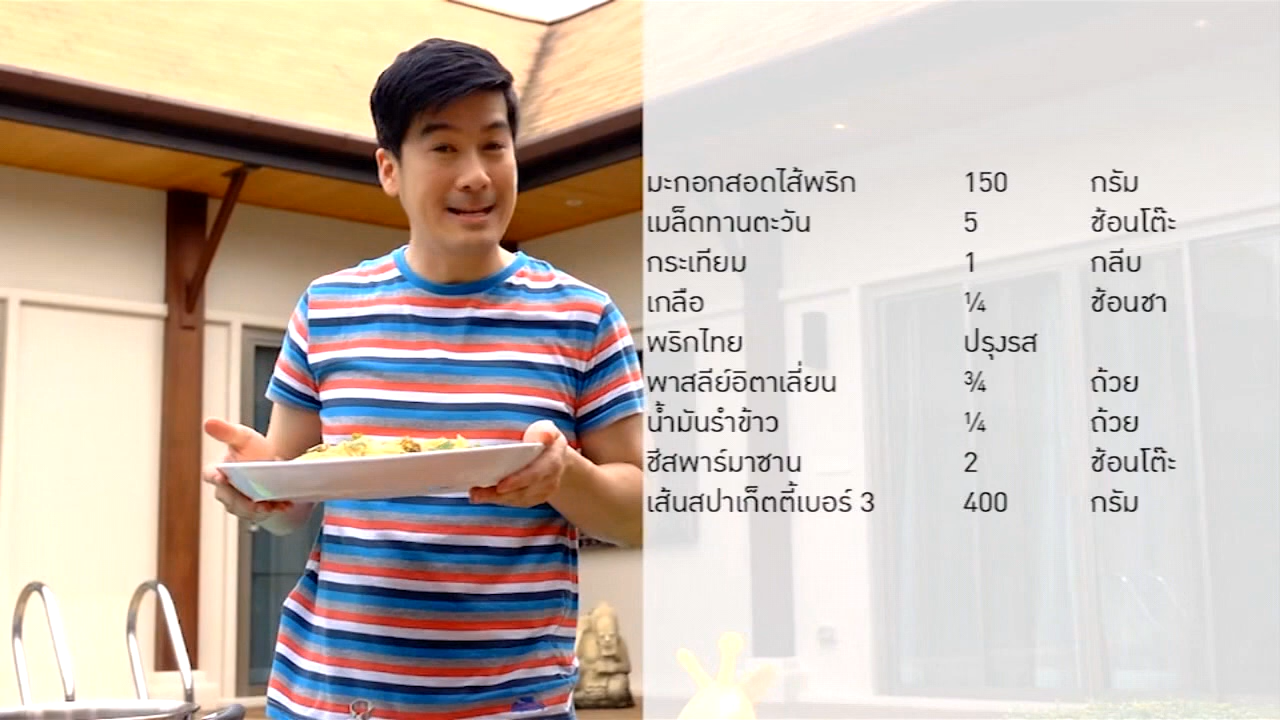 มะกอกสอดไส้พริก 150 กรัม
เมล็ดทานตะวัน 5 ช้อนโต๊ะ
กระเทียม 1 กลีบ
เกลือ ¼ ช้อนชา
พริกไทย ปรุงรส
พาสลีย์อิตาเลี่ยน ¾ ถ้วย
น้ำมันรำข้าว ¼ ถ้วย
ชีสพาร์มาซาน 2 ช้อนโต๊ะ
เส้นสปาเก็ตตี้เบอร์ 3 400 กรัม